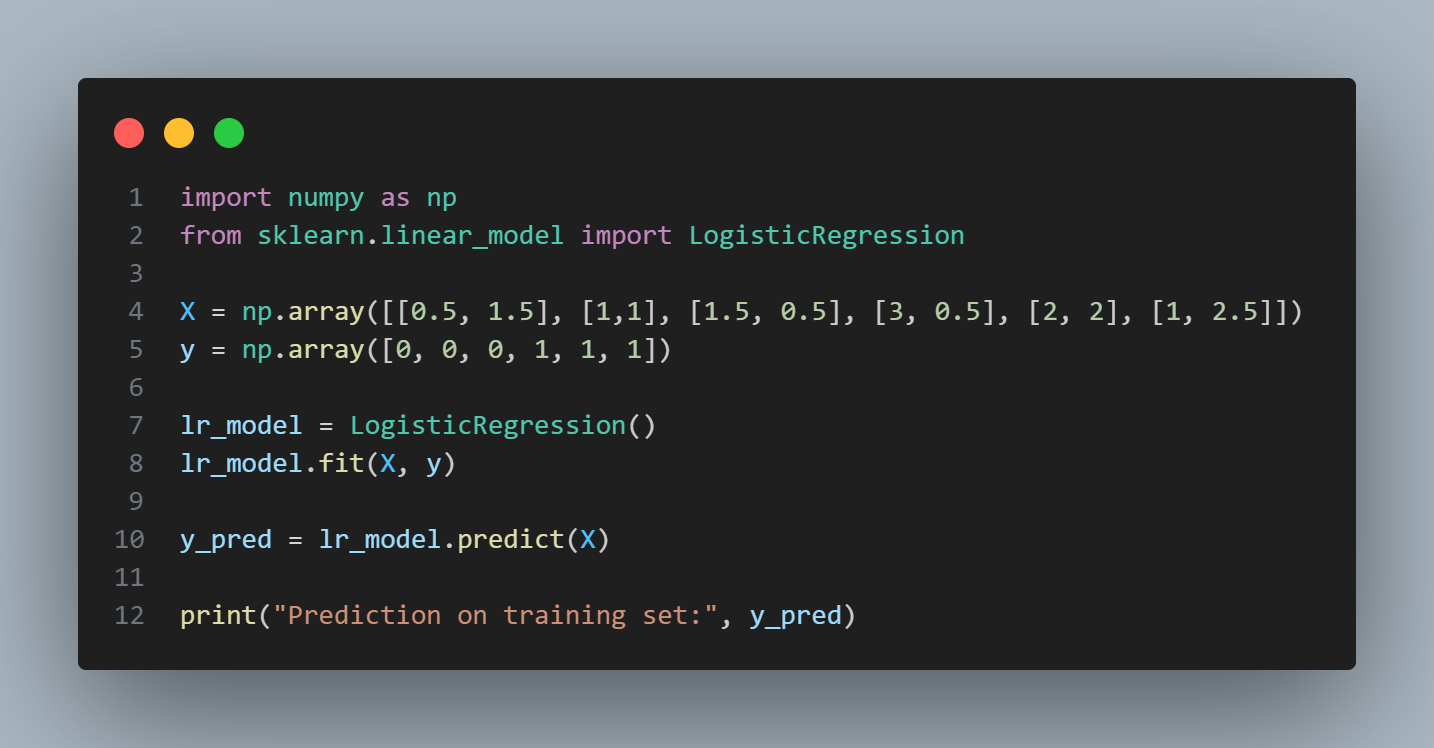 1 import numpy as np
2 from sklearn.linear_model import LogisticRegression
3
4 X = np.array([[0.5, 1.5], [1,1], [1.5, 0.5], [3, 0.5], [2, 2], [1, 2.5]])
5 y = np.array([0, 0, 0, 1, 1, 1])
6
7 lr_model = LogisticRegression()
8 lr_model.fit(X, y)
9
10 y_pred = lr_model.predict(X)
11
12 print("Prediction on training set:", y_pred)